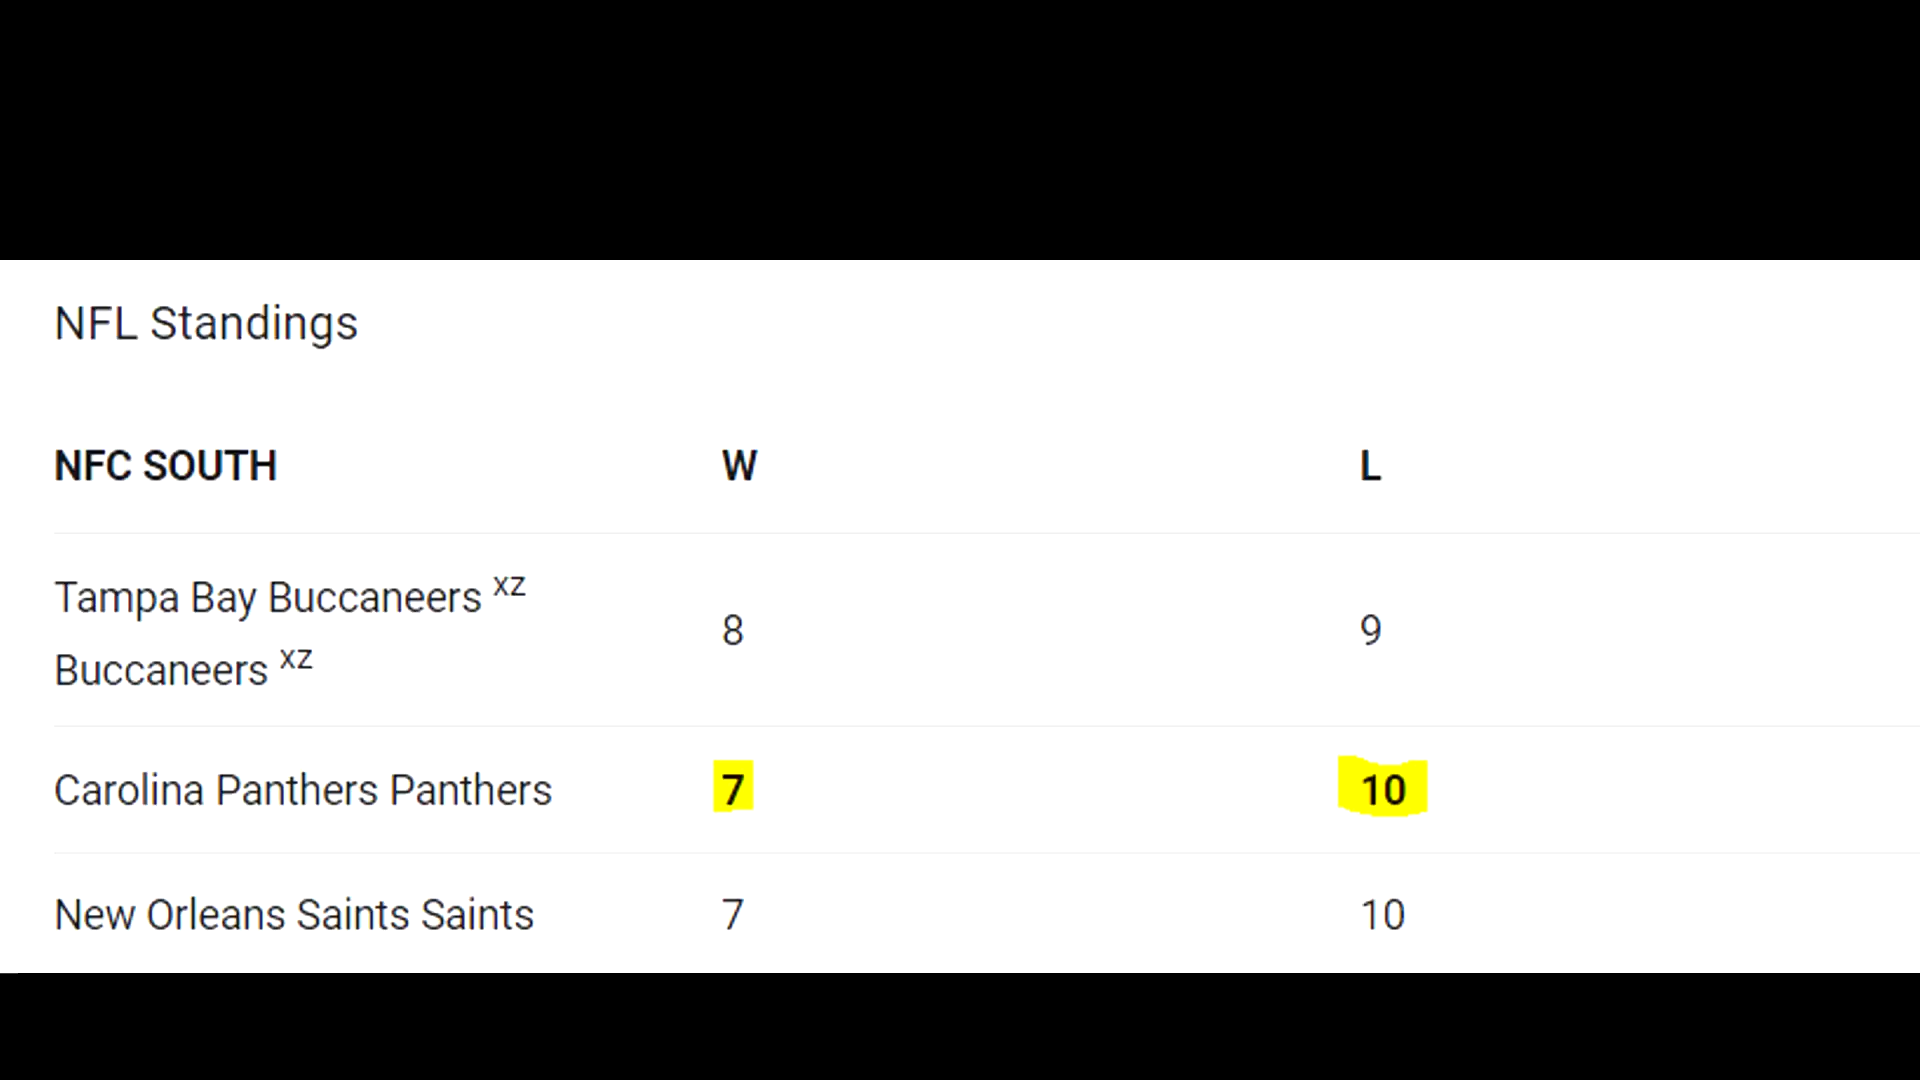 NFL Standings
NFC SOUTH W L
Tampa Bay Buccaneers xz
Buccaneers xz
8 9
Carolina Panthers Panthers 7 10
New Orleans Saints Saints 7 10